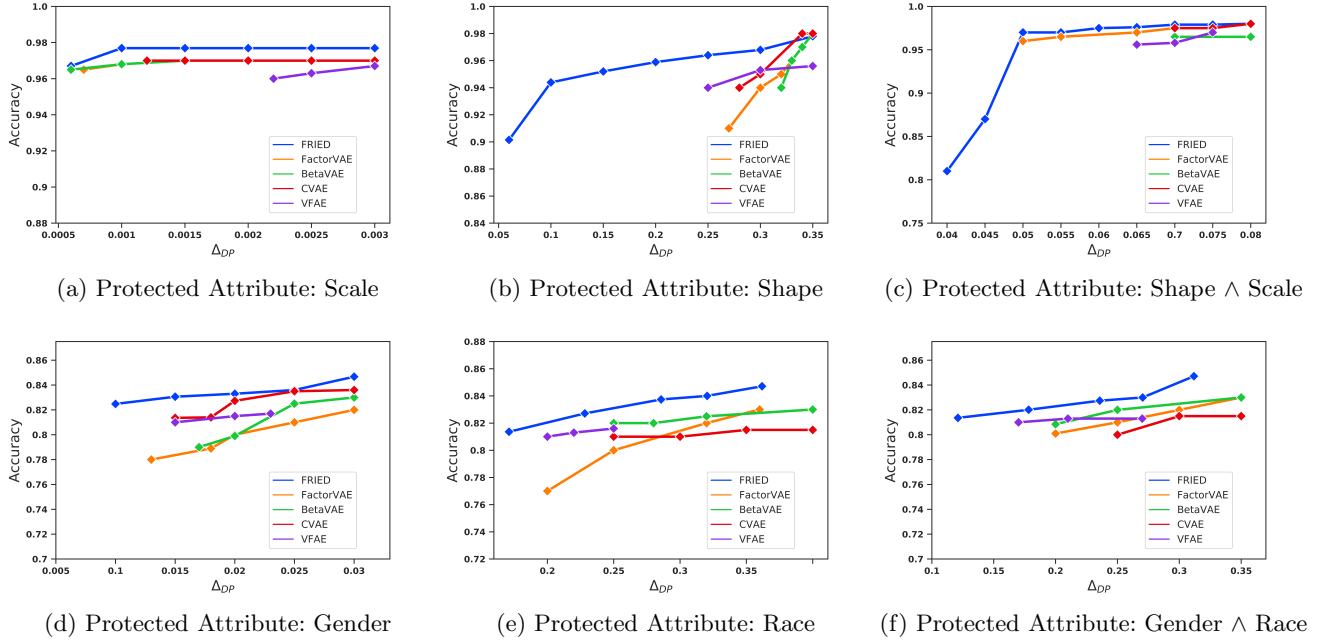 1.0
0.98
0.96
0.94
0.92
0.9
0.88
Accuracy
FRIED
FactorVAE
BetaVAE
CVAE
VFAE
0.0005 0.001 0.0015 0.002 0.0025 0.003
Δ_DP
(a) Protected Attribute: Scale
1.0
0.98
0.96
0.94
0.92
0.9
0.88
0.86
0.84
Accuracy
FRIED
FactorVAE
BetaVAE
CVAE
VFAE
0.05 0.1 0.15 0.2 0.25 0.3 0.35
Δ_DP
(b) Protected Attribute: Shape
1.0
0.95
0.9
0.85
0.8
0.75
Accuracy
FRIED
FactorVAE
BetaVAE
CVAE
VFAE
0.04 0.045 0.05 0.055 0.06 0.065 0.07 0.075 0.08
Δ_DP
(c) Protected Attribute: Shape ∧ Scale
0.86
0.84
0.82
0.8
0.78
0.76
0.74
0.72
0.7
Accuracy
FRIED
FactorVAE
BetaVAE
CVAE
VFAE
0.005 0.1 0.015 0.02 0.025 0.03
Δ_DP
(d) Protected Attribute: Gender
0.88
0.86
0.84
0.82
0.8
0.78
0.76
0.74
0.72
Accuracy
FRIED
FactorVAE
BetaVAE
CVAE
VFAE
0.2 0.25 0.3 0.35
Δ_DP
(e) Protected Attribute: Race
0.86
0.84
0.82
0.8
0.78
0.76
0.74
0.72
0.7
Accuracy
FRIED
FactorVAE
BetaVAE
CVAE
VFAE
0.1 0.15 0.2 0.25 0.3 0.35
Δ_DP
(f) Protected Attribute: Gender ∧ Race